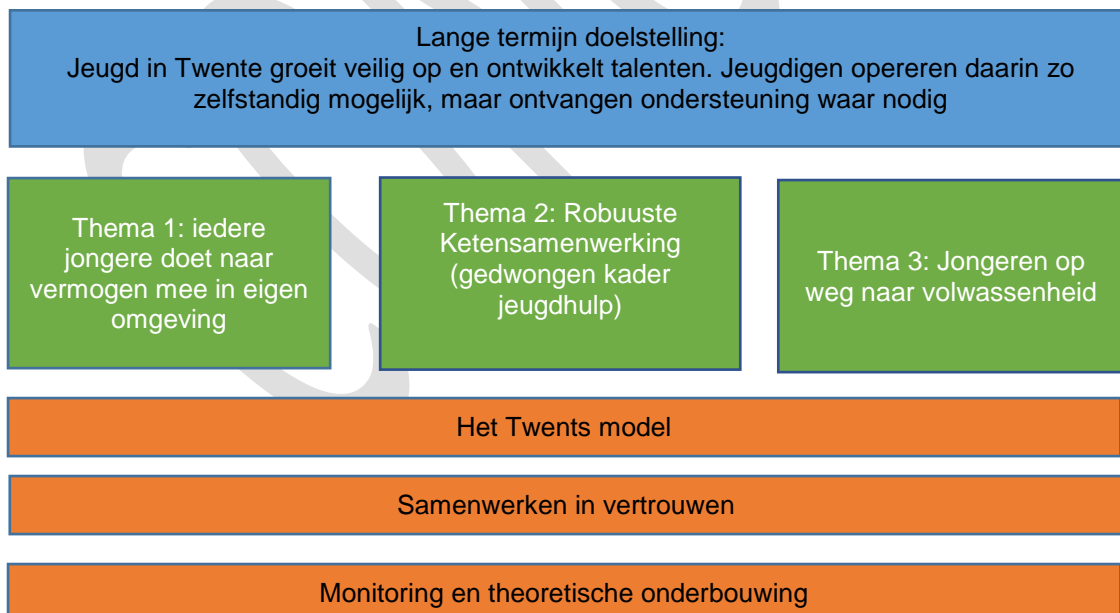 Lange termijn doelstelling:
Jeugd in Twente groeit veilig op en ontwikkelt talenten. Jeugdigen opereren daarin zo
zelfstandig mogelijk, maar ontvangen ondersteuning waar nodig
Thema 1: iedere
jongere doet naar
vermogen mee in eigen
omgeving
Thema 2: Robuuste
Ketensamenwerking
(gedwongen kader
jeugdhulp)
Thema 3: Jongeren op
weg naar volwassenheid
Het Twents model
Samenwerken in vertrouwen
Monitoring en theoretische onderbouwing